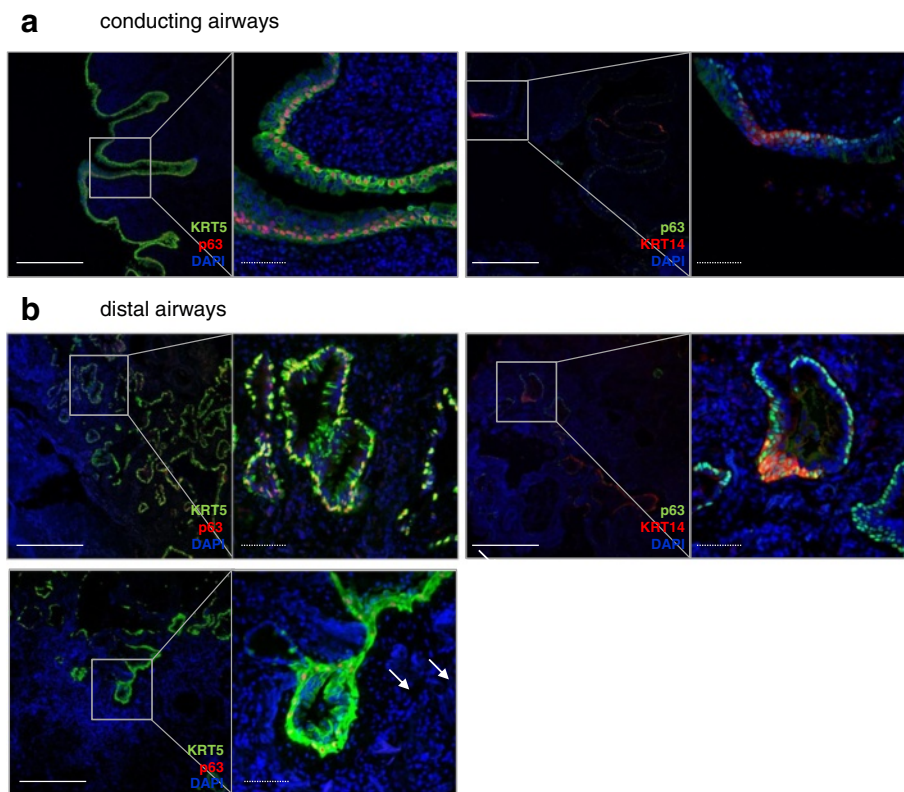 a conducting airways
KRT5
p63
DAPI
p63
KRT14
DAPI
b distal airways
KRT5
p63
DAPI
p63
KRT14
DAPI
KRT5
p63
DAPI